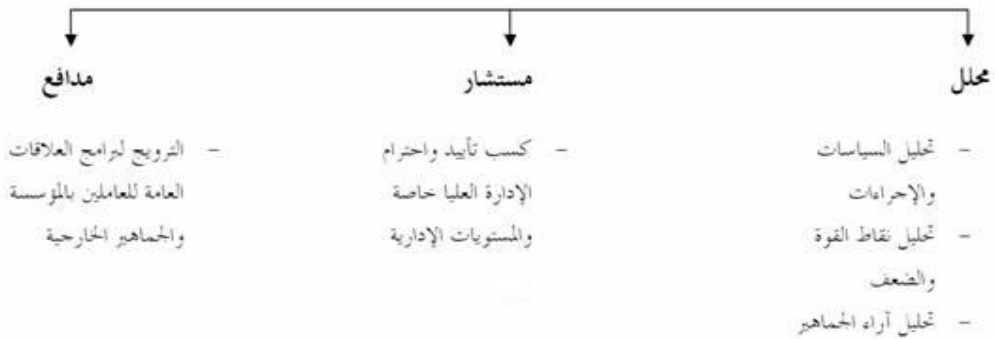 محلل
- تحليل السياسات
والإجراءات
- تحليل نقاط القوة
والضعف
- تحليل آراء الجماهير
مستشار
- كسب تأييد واحترام
الإدارة العليا خاصة
والمستويات الإدارية
مدافع
- الترويج لبرامج العلاقات
العامة للعاملين بالمؤسسة
والجماهير الخارجية